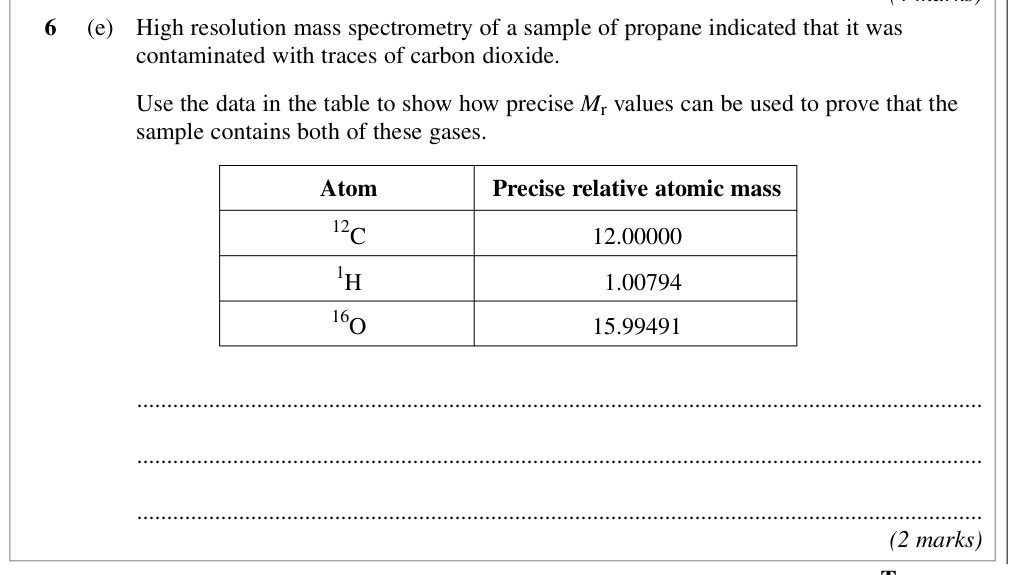 6 (e) High resolution mass spectrometry of a sample of propane indicated that it was
contaminated with traces of carbon dioxide.
Use the data in the table to show how precise Mr values can be used to prove that the
sample contains both of these gases.
Atom Precise relative atomic mass
¹²C 12.00000
¹H 1.00794
¹⁶O 15.99491
(2 marks)